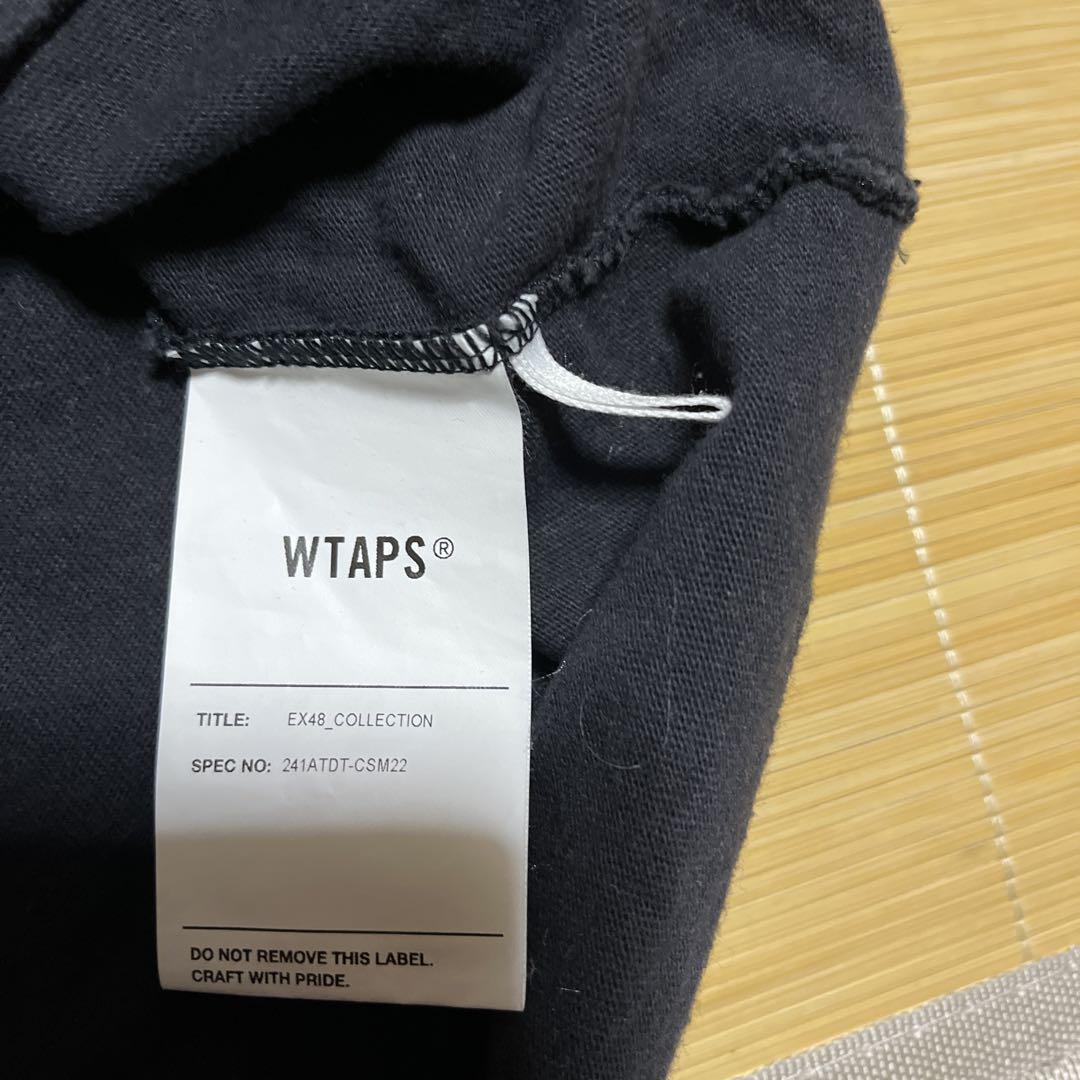 WTAPS®
TITLE: EX48_COLLECTION
SPEC NO: 241ATDT-CSM22
DO NOT REMOVE THIS LABEL.
CRAFT WITH PRIDE.